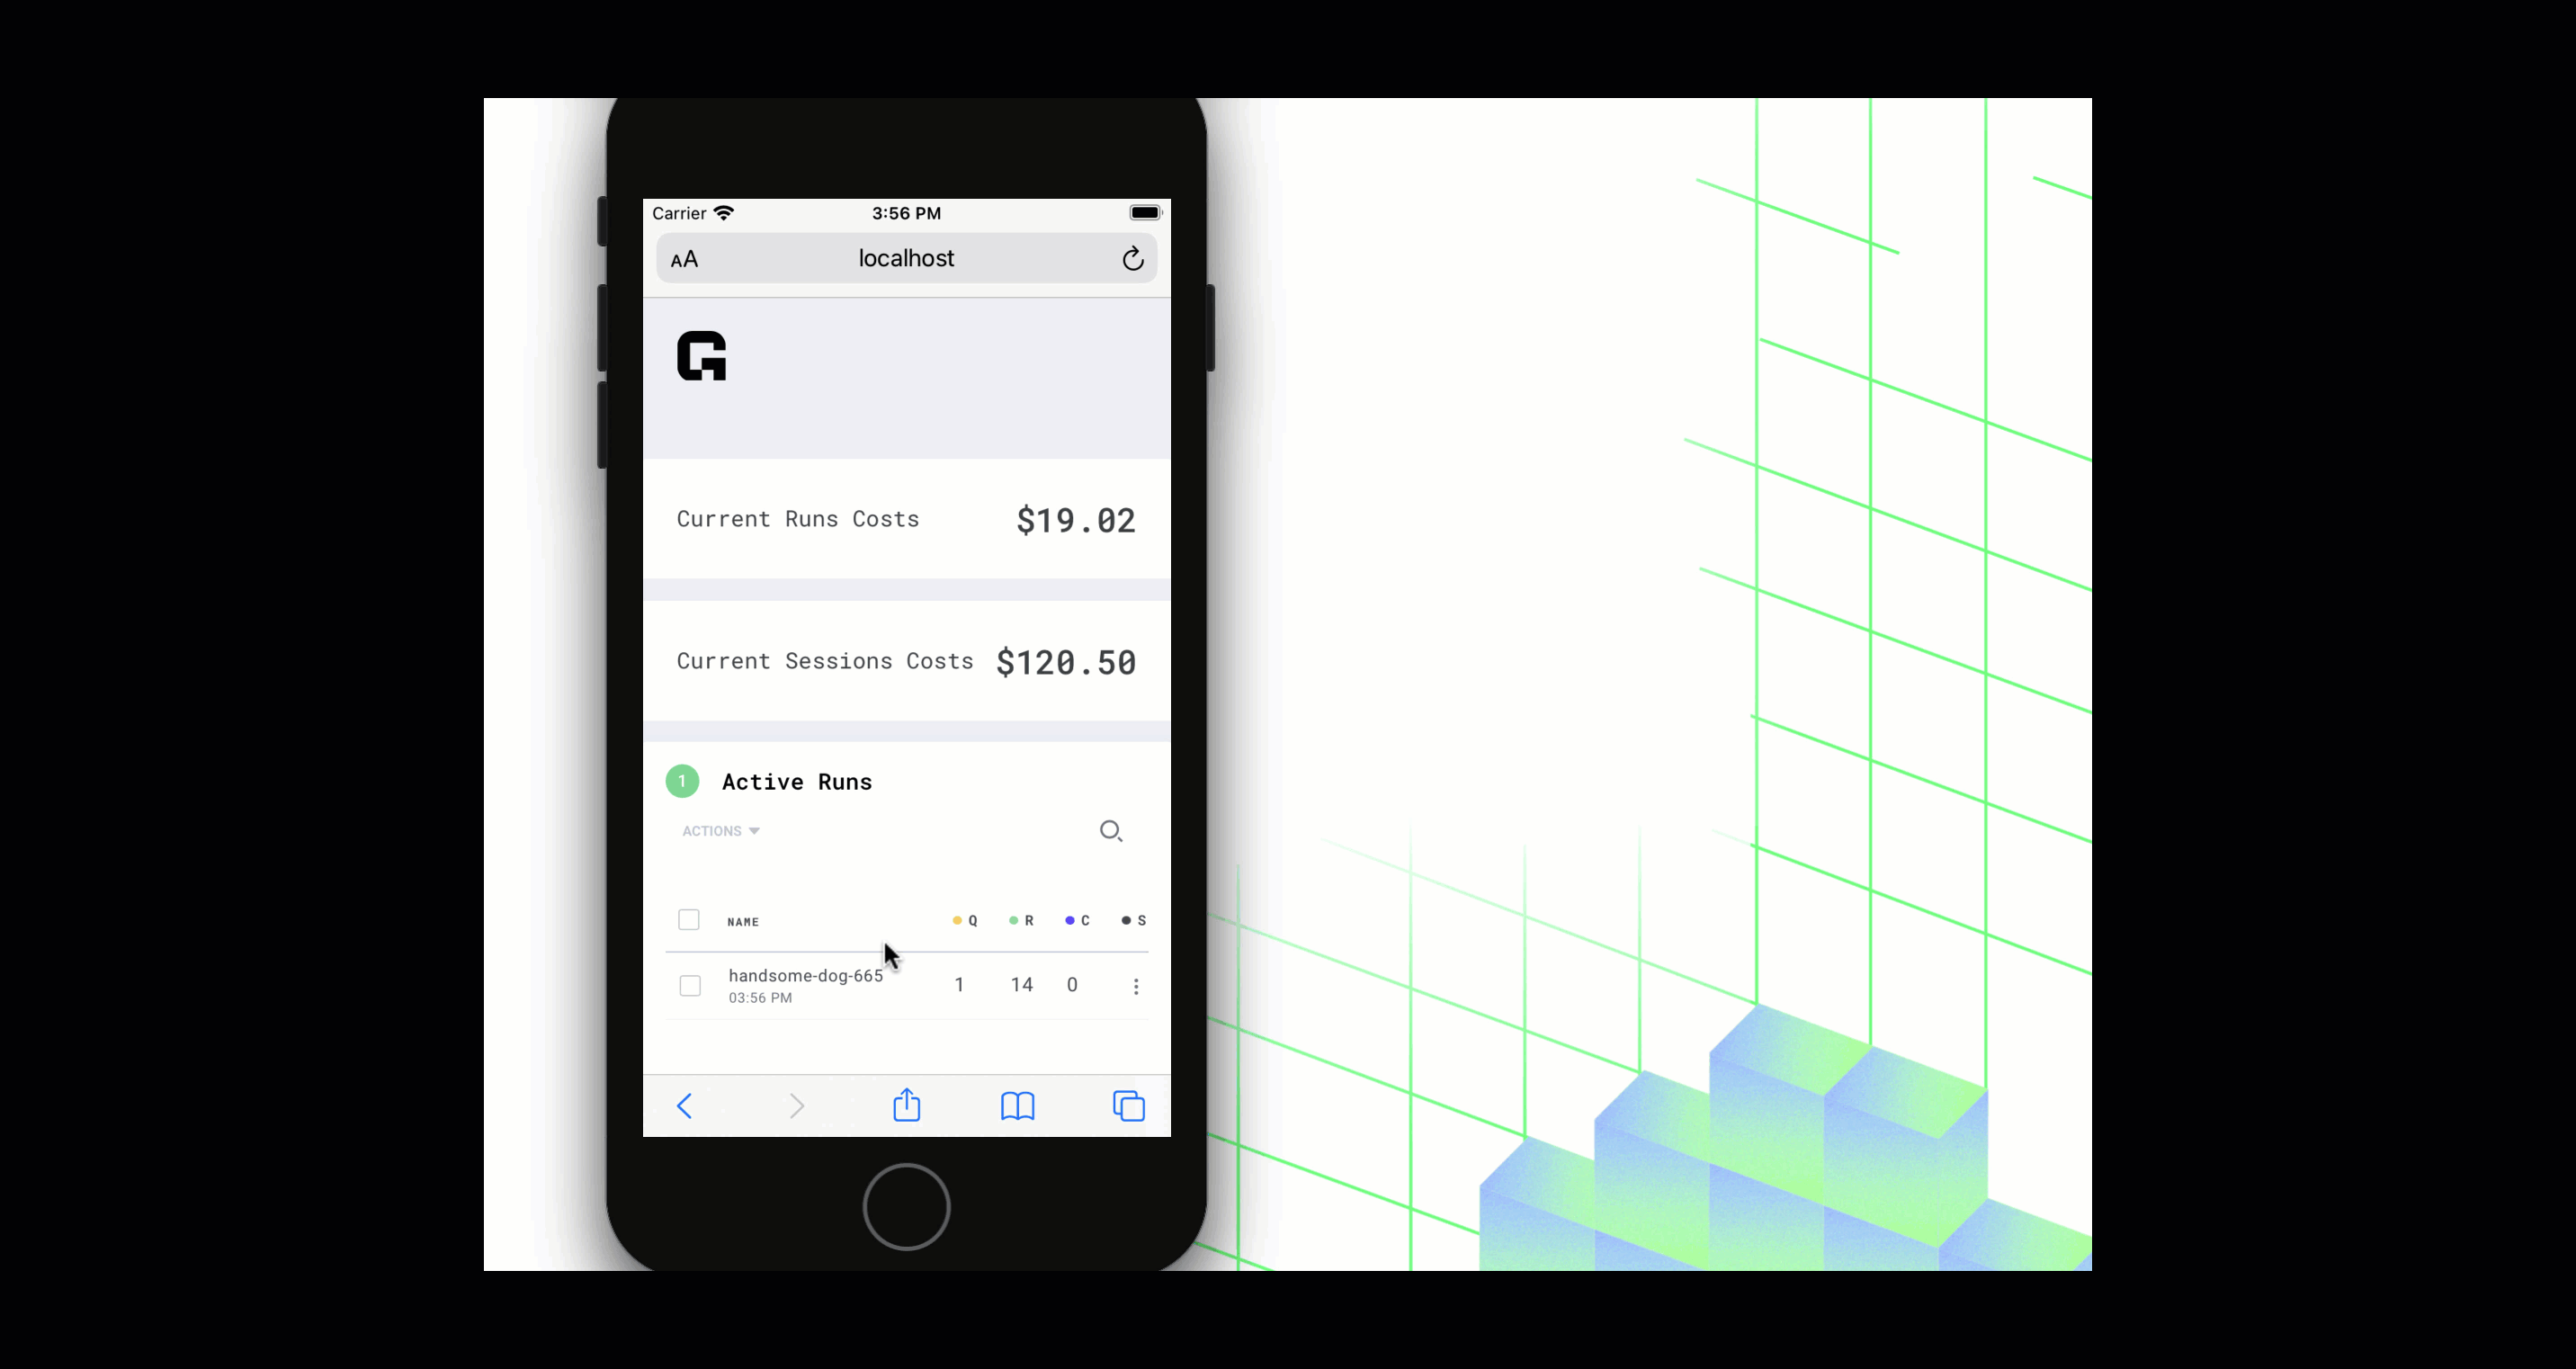 Carrier 3:56 PM
AA localhost
G
Current Runs Costs $19.02
Current Sessions Costs $120.50
1 Active Runs
ACTIONS
NAME Q R C S
handsome-dog-665 1 14 0
03:56 PM